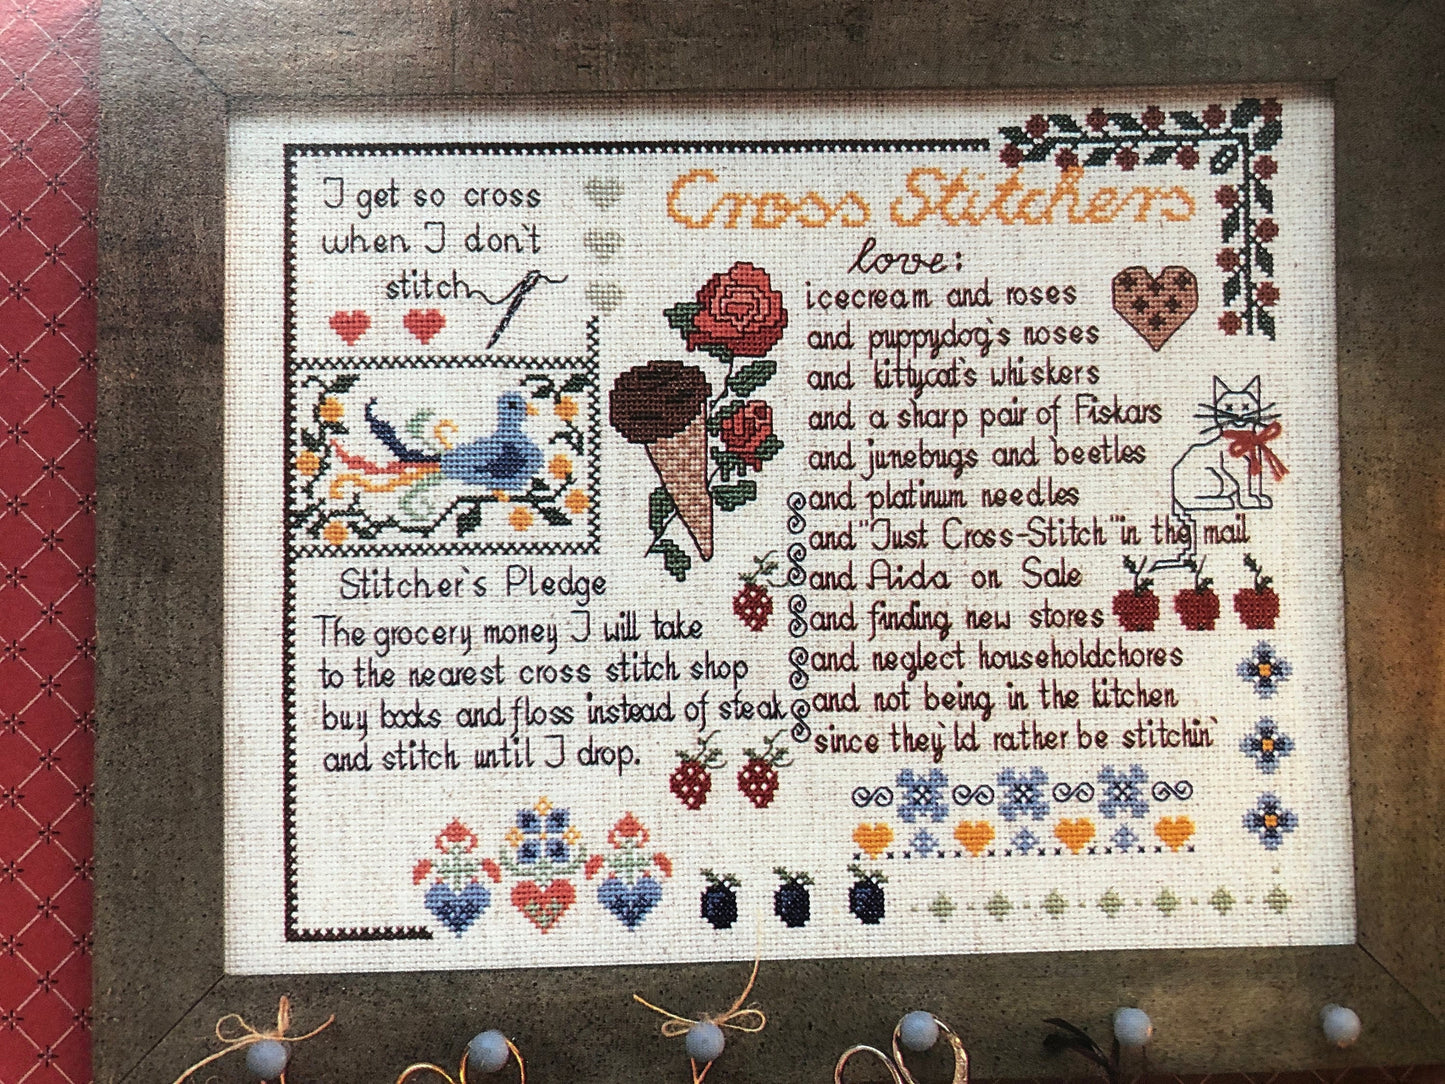 I get so cross
when I don't
stitch
Cross Stitchers
love:
icecream and roses
and puppydog's noses
and kittycat's whiskers
and a sharp pair of Fiskars
and junebugs and beetles
and platinum needles
and "Just Cross-Stitch" in the mail
and Aida on Sale
and finding new stores
and neglect householdchores
and not being in the kitchen
since they'ld rather be stitchin'
Stitcher's Pledge
The grocery money I will take
to the nearest cross stitch shop
buy books and floss instead of steak
and stitch until I drop.